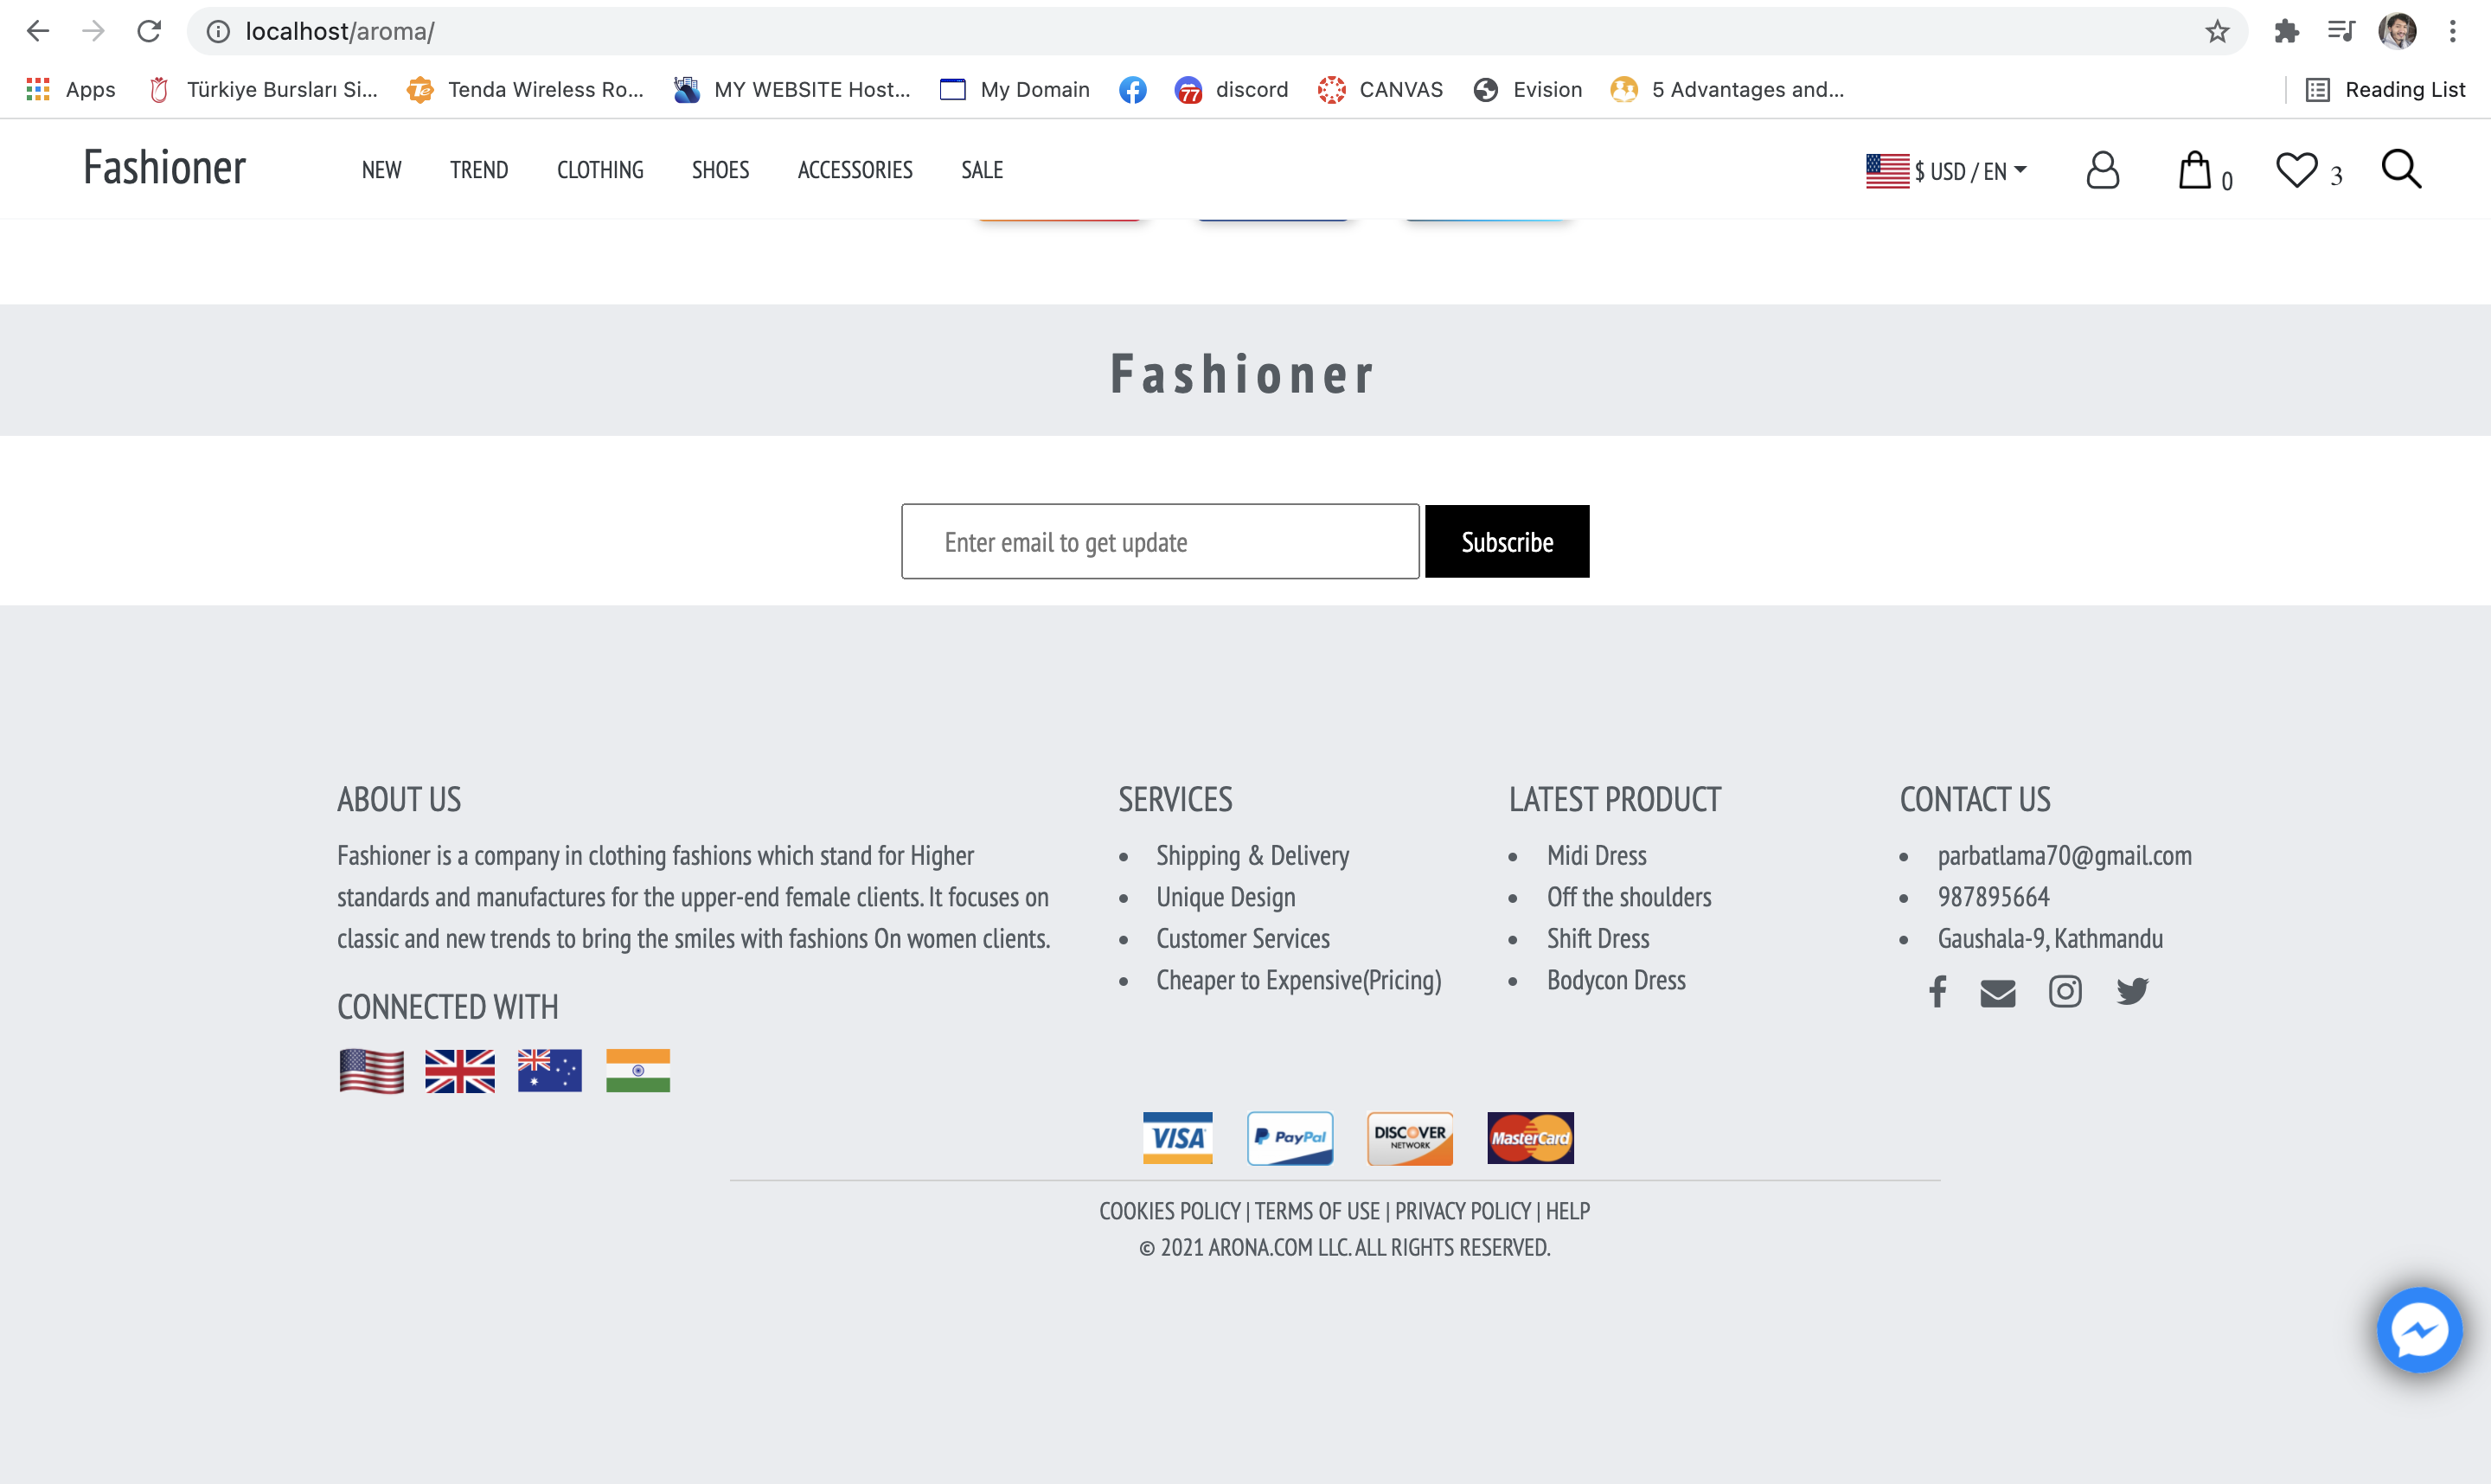 localhost/aroma/
Apps Türkiye Bursları Si... Tenda Wireless Ro... MY WEBSITE Host... My Domain discord CANVAS Evision 5 Advantages and... Reading List
Fashioner NEW TREND CLOTHING SHOES ACCESSORIES SALE $ USD / EN 0 3
Fashioner
Enter email to get update Subscribe
ABOUT US
Fashioner is a company in clothing fashions which stand for Higher
standards and manufactures for the upper-end female clients. It focuses on
classic and new trends to bring the smiles with fashions On women clients.
CONNECTED WITH
SERVICES
Shipping & Delivery
Unique Design
Customer Services
Cheaper to Expensive(Pricing)
LATEST PRODUCT
Midi Dress
Off the shoulders
Shift Dress
Bodycon Dress
CONTACT US
parbatlama70@gmail.com
987895664
Gaushala-9, Kathmandu
VISA PayPal DISCOVER NETWORK MasterCard
COOKIES POLICY | TERMS OF USE | PRIVACY POLICY | HELP
© 2021 ARONA.COM LLC. ALL RIGHTS RESERVED.